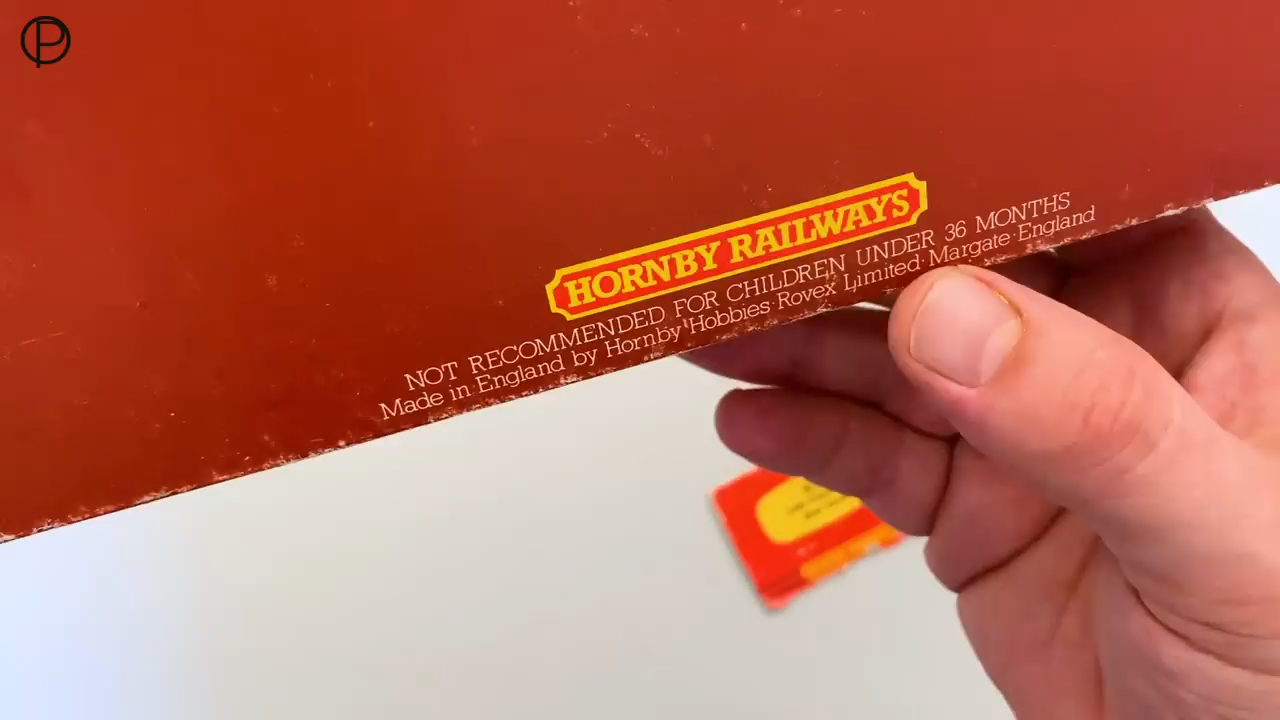 HORNBY RAILWAYS
NOT RECOMMENDED FOR CHILDREN UNDER 36 MONTHS
Made in England by Hornby Hobbies·Rovex Limited·Margate·England